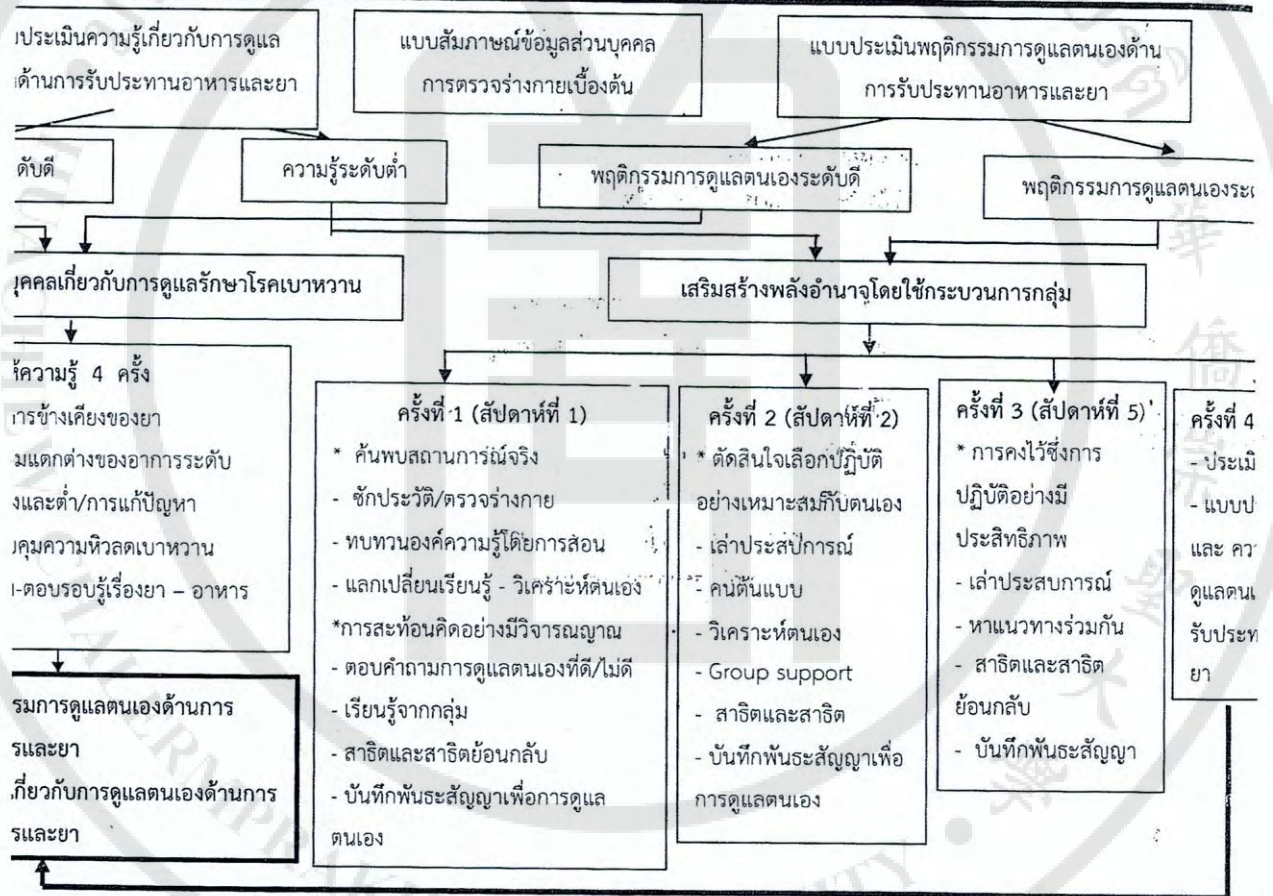 ประเมินความรู้เกี่ยวกับการดูแล
ด้านการรับประทานอาหารและยา
แบบสัมภาษณ์ข้อมูลส่วนบุคคล
การตรวจร่างกายเบื้องต้น
แบบประเมินพฤติกรรมการดูแลตนเองด้าน
การรับประทานอาหารและยา
ดับดี
ความรู้ระดับต่ำ
พฤติกรรมการดูแลตนเองระดับดี
พฤติกรรมการดูแลตนเองระ
บุคคลเกี่ยวกับการดูแลรักษาโรคเบาหวาน
เสริมสร้างพลังอำนาจโดยใช้กระบวนการกลุ่ม
ห้ความรู้ 4 ครั้ง
การข้างเคียงของยา
มแตกต่างของอาการระดับ
งและต่ำ/การแก้ปัญหา
คุมความหิวลดเบาหวาน
-ตอบรอบรู้เรื่องยา – อาหาร
รมการดูแลตนเองด้านการ
รและยา
เกี่ยวกับการดูแลตนเองด้านการ
รและยา
ครั้งที่ 1 (สัปดาห์ที่ 1)
* ค้นพบสถานการณ์จริง
- ซักประวัติ/ตรวจร่างกาย
- ทบทวนองค์ความรู้โดยการสอน
- แลกเปลี่ยนเรียนรู้ - วิเคราะห์ตนเอง
*การสะท้อนคิดอย่างมีวิจารณญาน
- ตอบคำถามการดูแลตนเองที่ดี/ไม่ดี
- เรียนรู้จากกลุ่ม
- สาธิตและสาธิตย้อนกลับ
- บันทึกพันธะสัญญาเพื่อการดูแล
ตนเอง
ครั้งที่ 2 (สัปดาห์ที่ 2)
* ตัดสินใจเลือกปฏิบัติ
อย่างเหมาะสมกับตนเอง
- เล่าประสบการณ์
- คนต้นแบบ
- วิเคราะห์ตนเอง
- Group support
- สาธิตและสาธิต
- บันทึกพันธะสัญญาเพื่อ
การดูแลตนเอง
ครั้งที่ 3 (สัปดาห์ที่ 5)
* การคงไว้ซึ่งการ
ปฏิบัติอย่างมี
ประสิทธิภาพ
- เล่าประสบการณ์
- หาแนวทางร่วมกัน
- สาธิตและสาธิต
ย้อนกลับ
- บันทึกพันธะสัญญา
ครั้งที่ 4
- ประเมิ
- แบบป
และ คว
ดูแลตนเ
รับประท
ยา